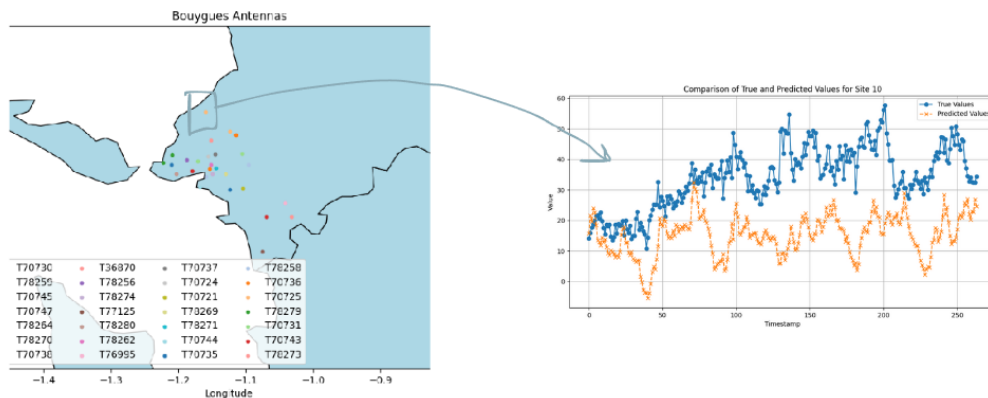 Bouygues Antennas
T70730 T36870 T70737 T78258
T78259 T78256 T70724 T70736
T70745 T78274 T70721 T70725
T70747 T77125 T78269 T78279
T78264 T78280 T78271 T70731
T78270 T78262 T70744 T70743
T70738 T76995 T70735 T78273
−1.4 −1.3 −1.2 −1.1 −1.0 −0.9
Longitude
Comparison of True and Predicted Values for Site 10
True Values
Predicted Values
60
50
40
30
20
10
0
Value
0 50 100 150 200 250
Timestamp